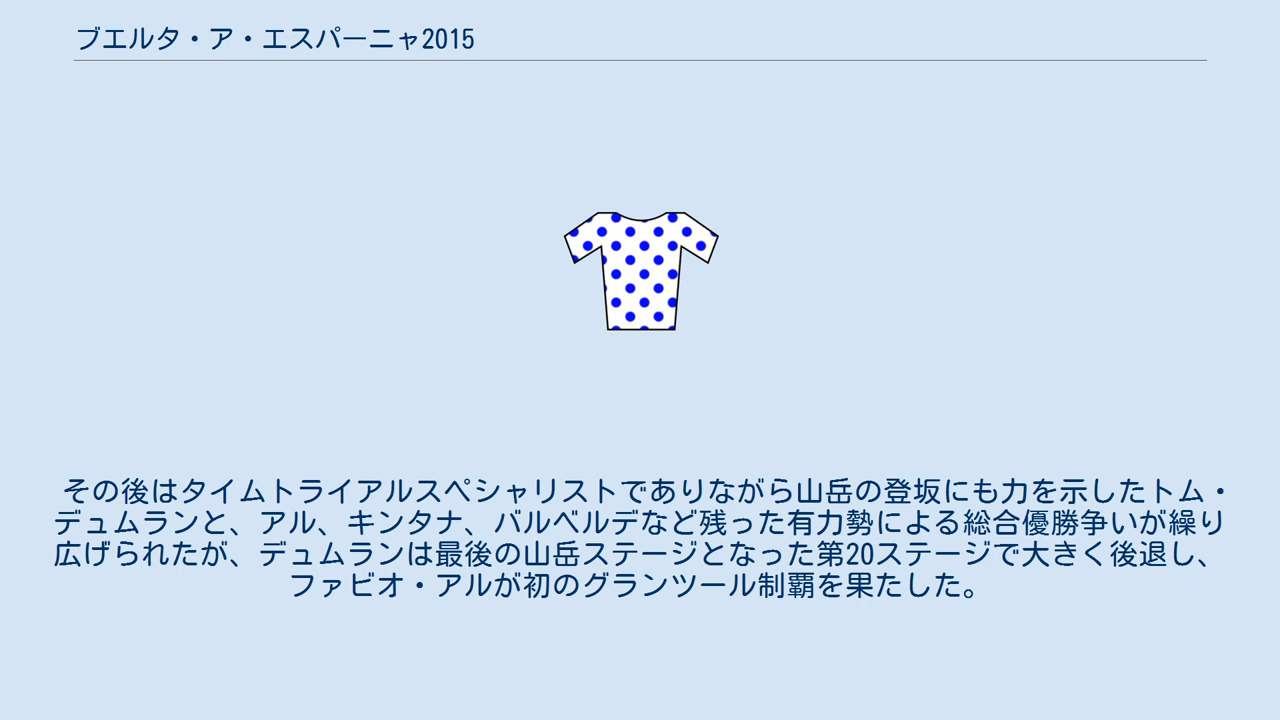 ブエルタ・ア・エスパーニャ2015
その後はタイムトライアルスペシャリストでありながら山岳の登坂にも力を示したトム・
デュムランと、アル、キンタナ、バルベルデなど残った有力勢による総合優勝争いが繰り
広げられたが、デュムランは最後の山岳ステージとなった第20ステージで大きく後退し、
ファビオ・アルが初のグランツール制覇を果たした。